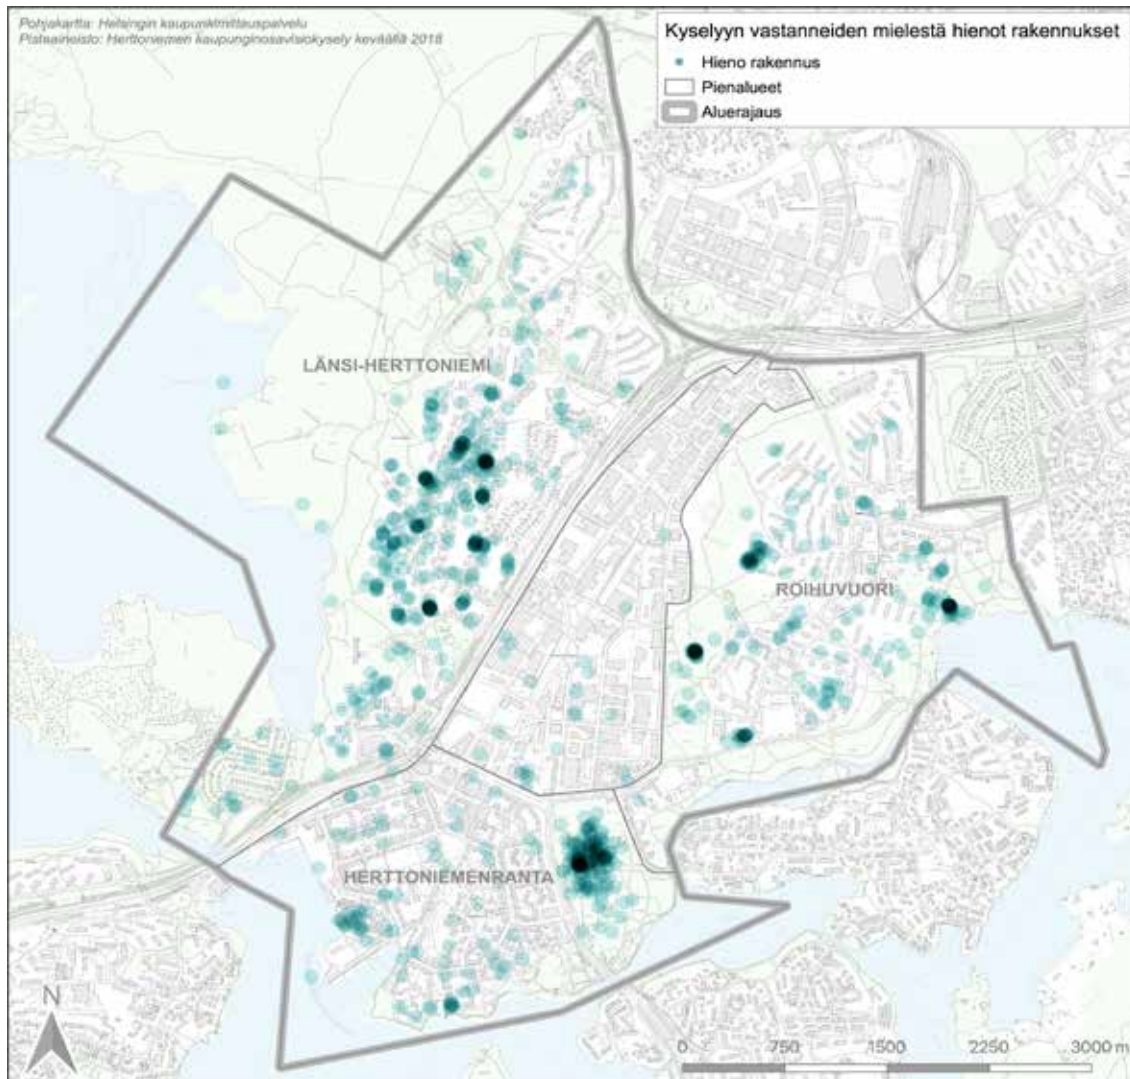 Pohjakartta: Helsingin kaupunkimittauspalvelu
Pisteaineisto: Herttoniemen kaupunginosavisiokysely keväällä 2018
Kyselyyn vastanneiden mielestä hienot rakennukset
Hieno rakennus
Pienalueet
Aluerajaus
LÄNSI-HERTTONIEMI
ROIHUVUORI
HERTTONIEMENRANTA
N
0 750 1500 2250 3000 m